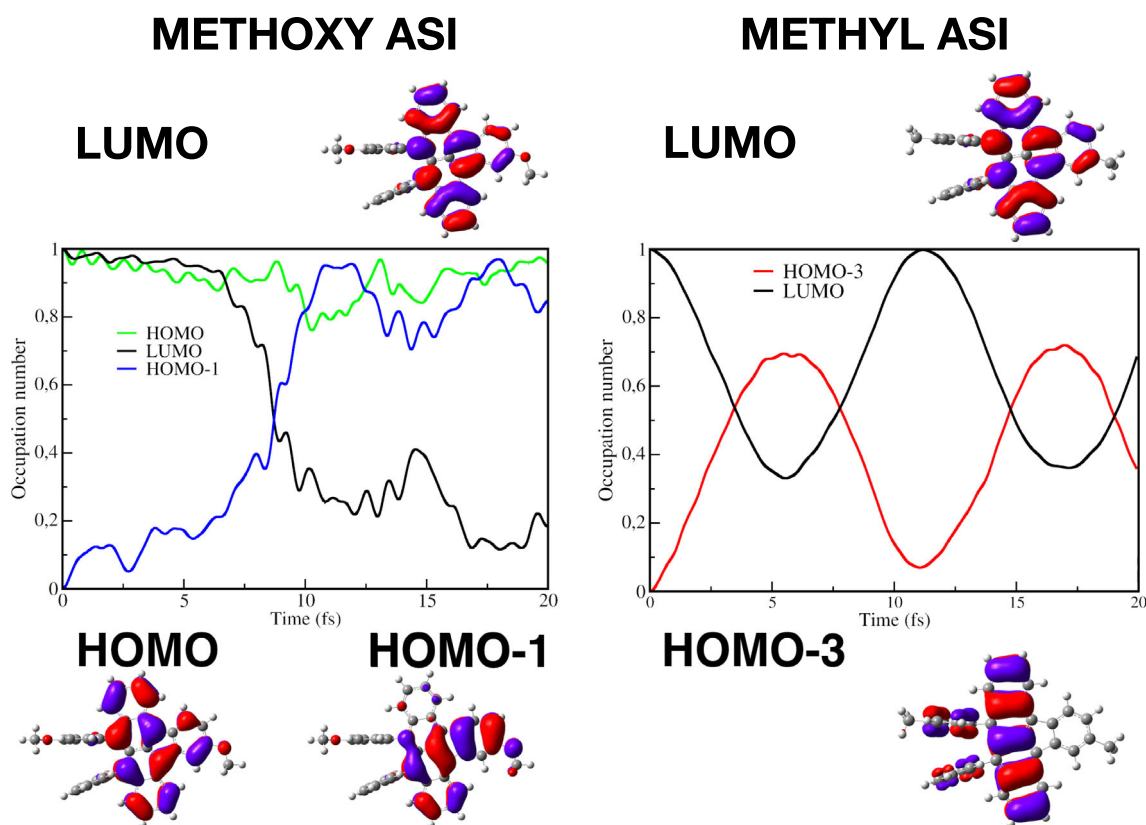 METHOXY ASI
METHYL ASI
LUMO
LUMO
1
0,8
0,6
0,4
0,2
0
Occupation number
HOMO
LUMO
HOMO-1
0
5
10
15
20
Time (fs)
1
0,8
0,6
0,4
0,2
0
Occupation number
HOMO-3
LUMO
0
5
10
15
20
Time (fs)
HOMO
HOMO-1
HOMO-3